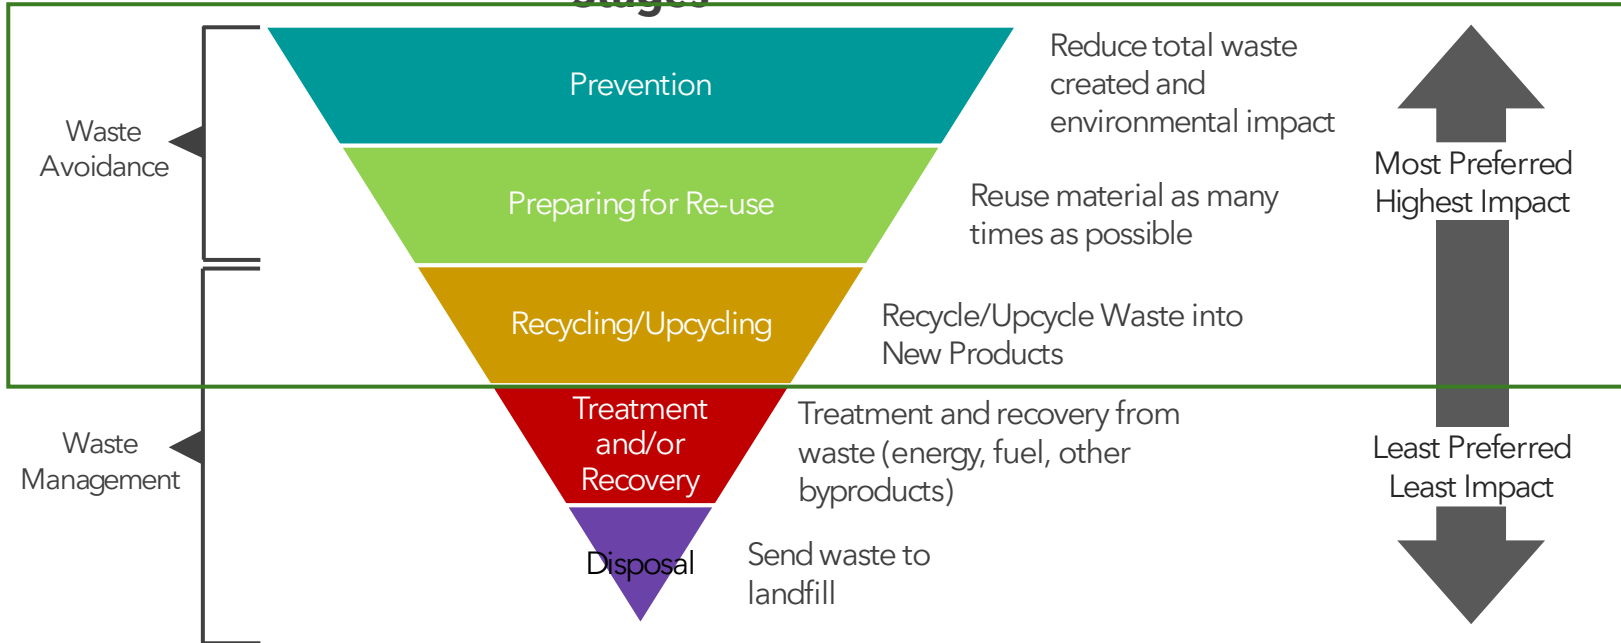 Stages
Prevention
Reduce total waste
created and
environmental impact
Waste
Avoidance
Most Preferred
Highest Impact
Preparing for Re-use
Reuse material as many
times as possible
Recycling/Upcycling
Recycle/Upcycle Waste into
New Products
Treatment
and/or
Recovery
Treatment and recovery from
waste (energy, fuel, other
byproducts)
Waste
Management
Least Preferred
Least Impact
Disposal
Send waste to
landfill